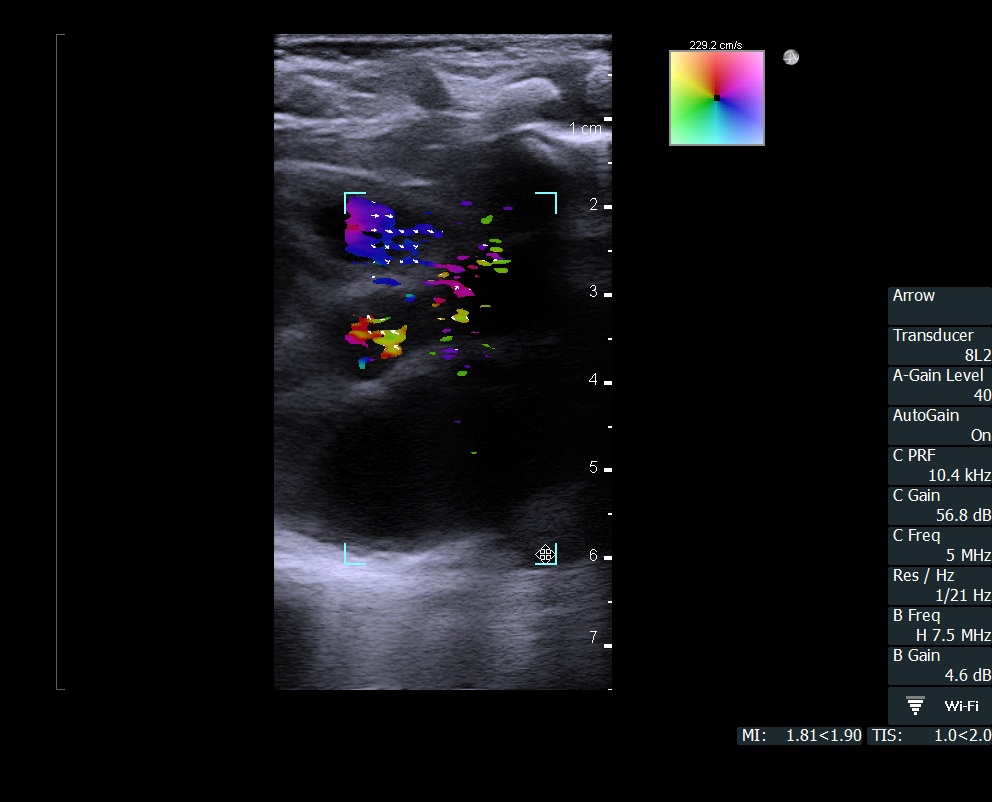 229.2 cm/s
1 cm
2
3
4
5
6
7
Arrow
Transducer
8L2
A-Gain Level
40
AutoGain
On
C PRF
10.4 kHz
C Gain
56.8 dB
C Freq
5 MHz
Res / Hz
1/21 Hz
B Freq
H 7.5 MHz
B Gain
4.6 dB
Wi-Fi
MI: 1.81<1.90 TIS: 1.0<2.0